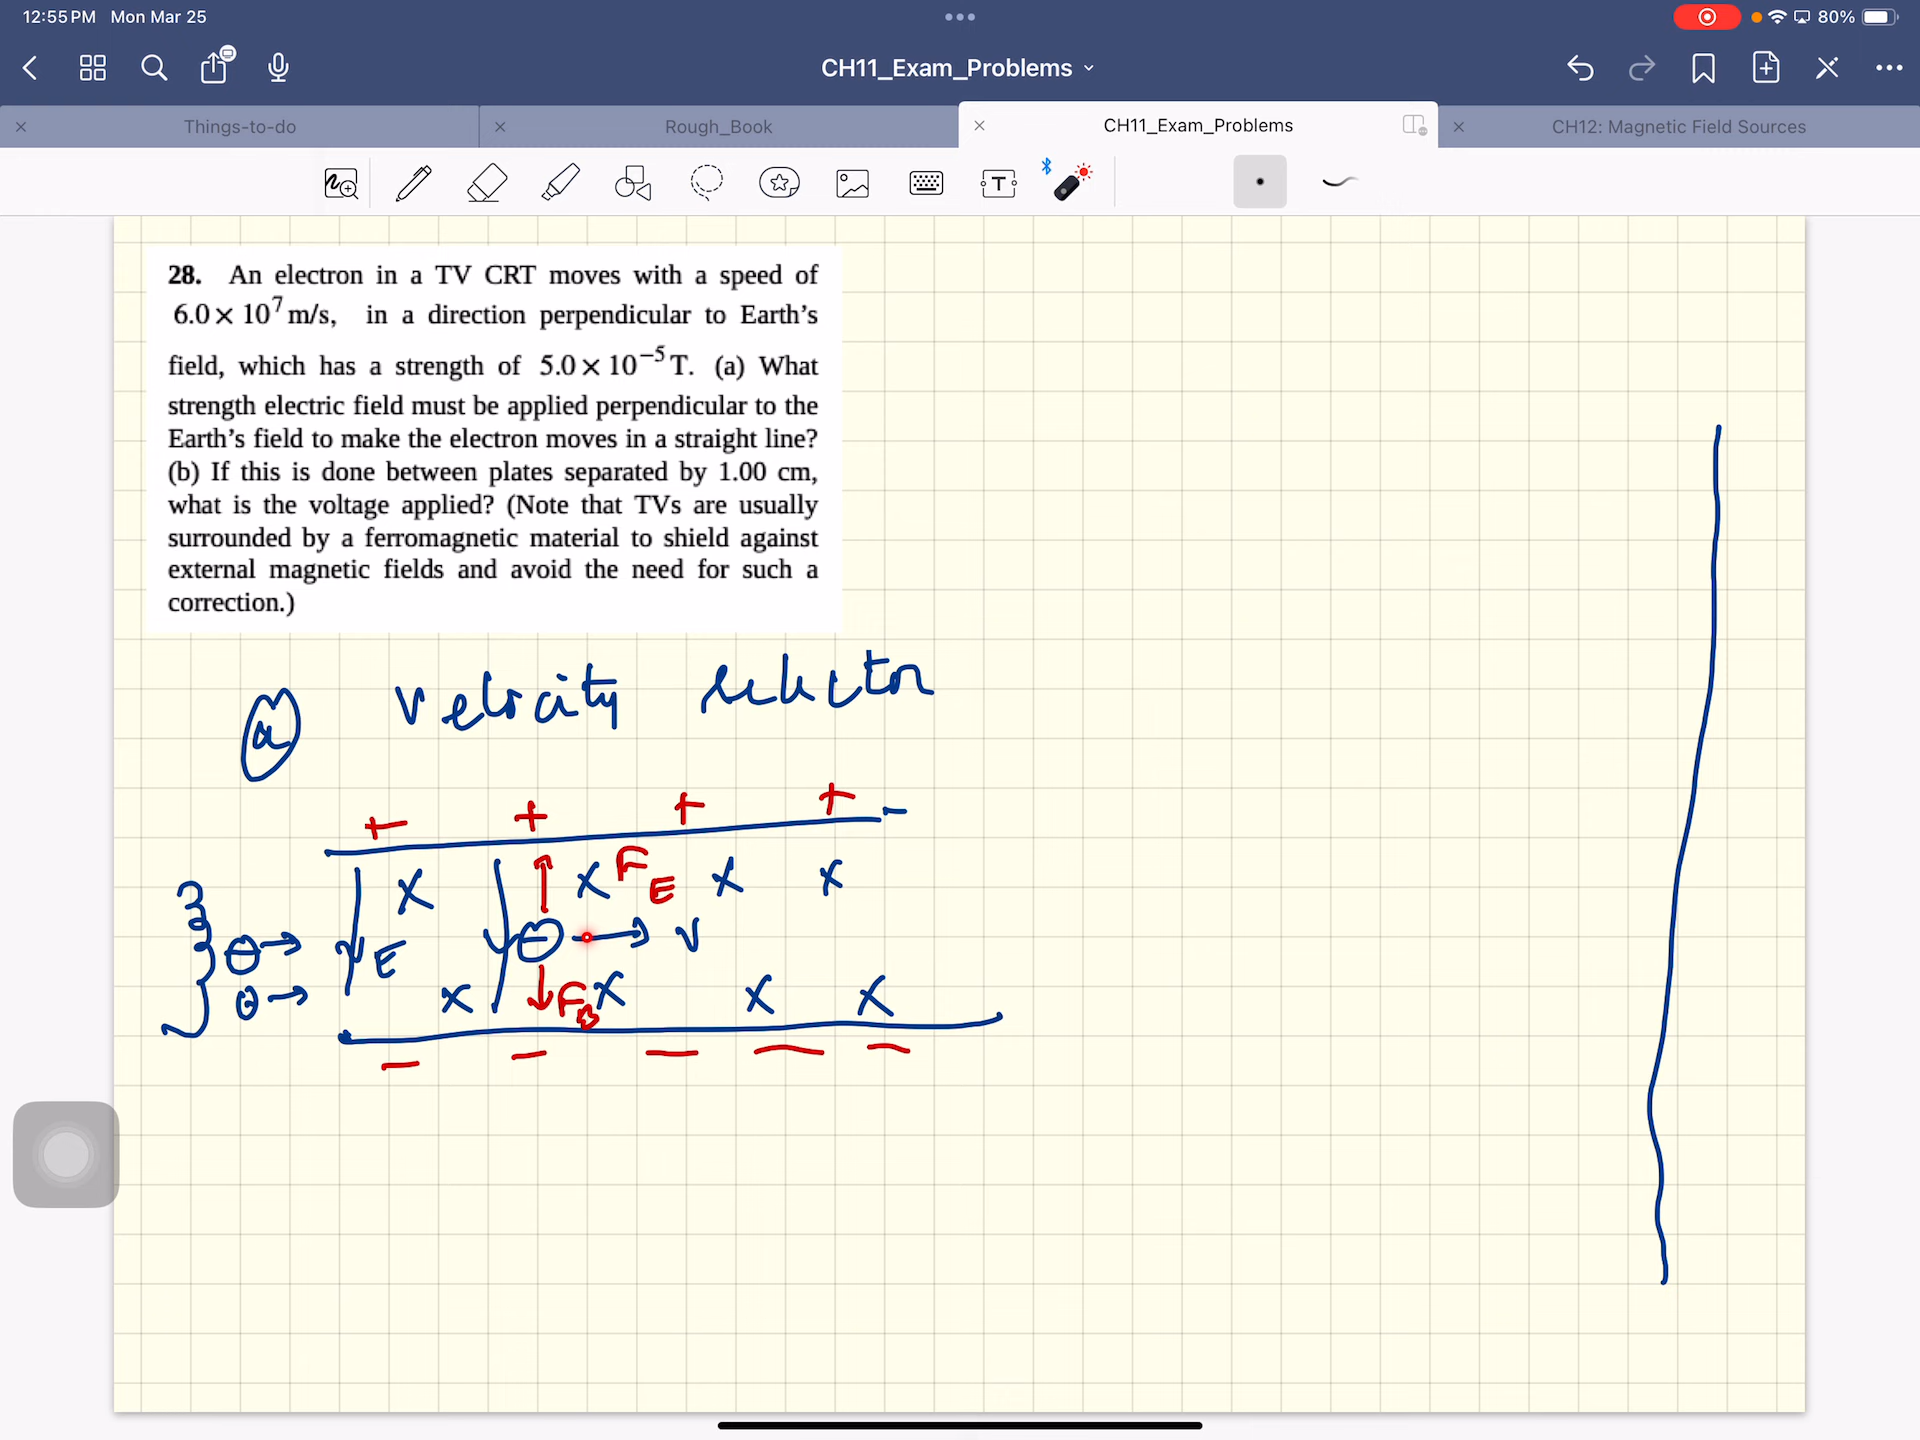 12:55 PM Mon Mar 25
80%
CH11_Exam_Problems
Things-to-do
Rough_Book
CH11_Exam_Problems
CH12: Magnetic Field Sources
T
28. An electron in a TV CRT moves with a speed of
6.0 × 10⁷ m/s, in a direction perpendicular to Earth's
field, which has a strength of 5.0 × 10⁻⁵ T. (a) What
strength electric field must be applied perpendicular to the
Earth's field to make the electron moves in a straight line?
(b) If this is done between plates separated by 1.00 cm,
what is the voltage applied? (Note that TVs are usually
surrounded by a ferromagnetic material to shield against
external magnetic fields and avoid the need for such a
correction.)
a velocity selector
+ + + + −
X X F_E X X
− → E − → V
− → X F_B X X X
− − − − −